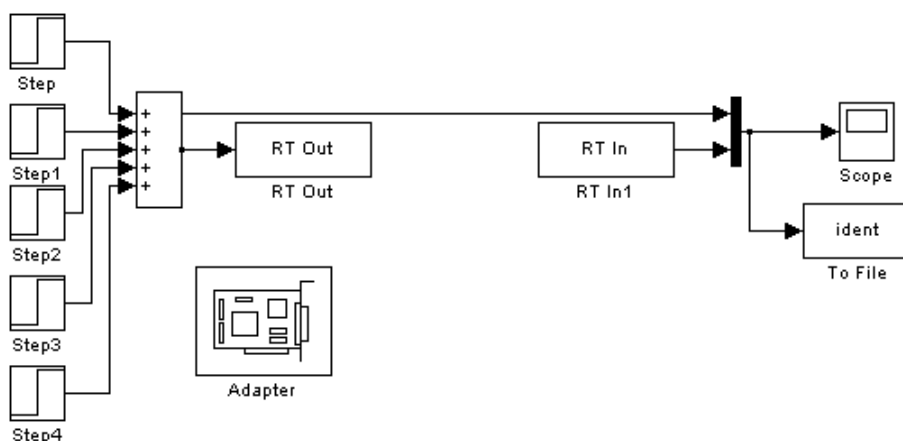 Step
Step1
Step2
Step3
Step4
+
+
+
+
+
RT Out
RT Out
Adapter
RT In
RT In1
Scope
ident
To File